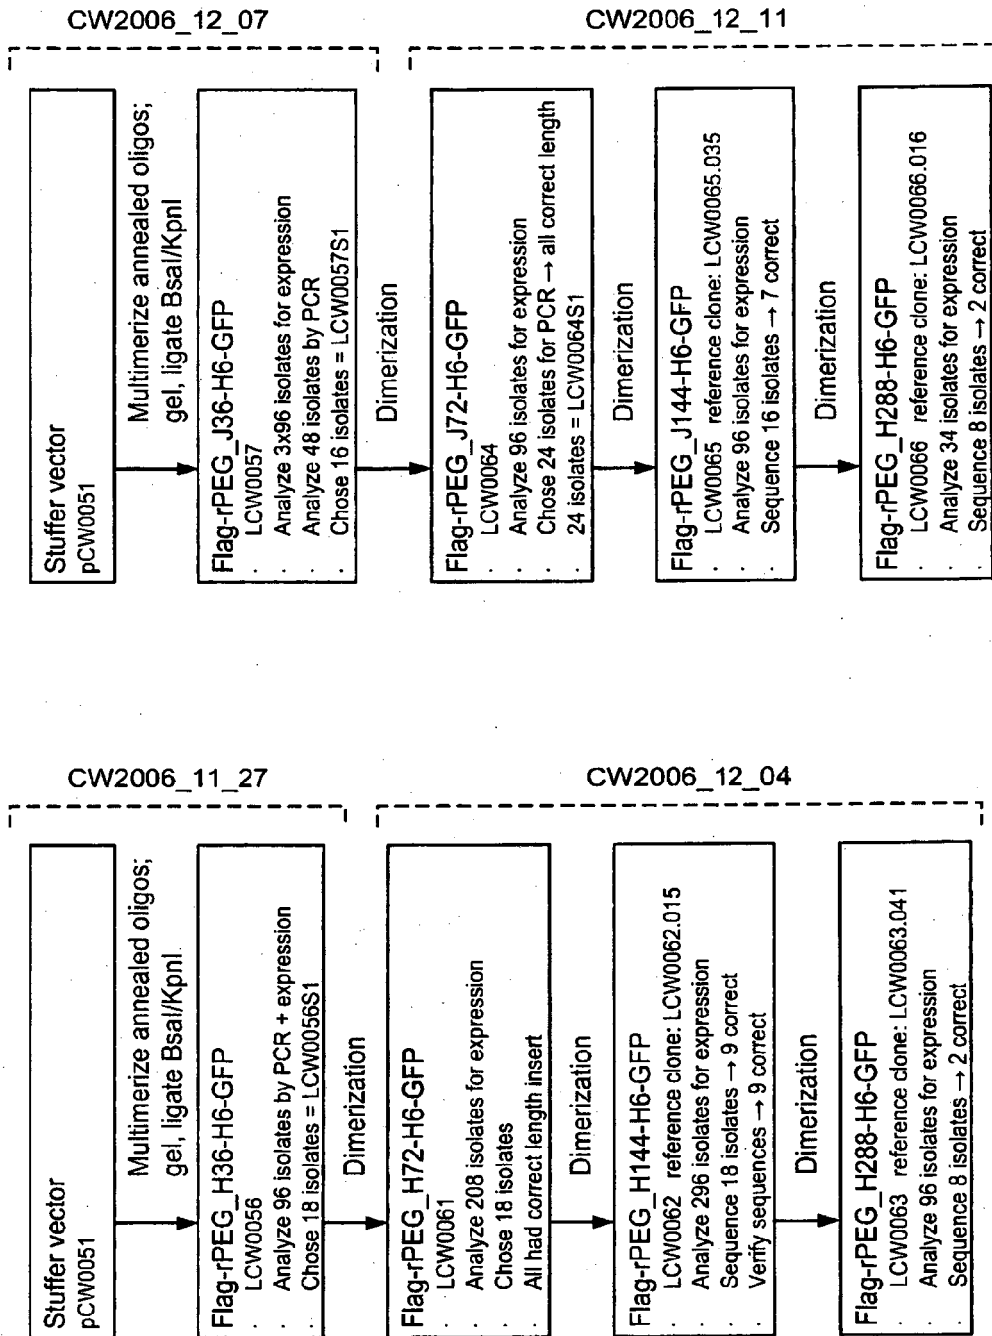 CW2006_12_07
Stuffer vector
pCW0051
Multimerize annealed oligos;
gel, ligate BsaI/KpnI
Flag-rPEG_J36-H6-GFP
. LCW0057
. Analyze 3x96 isolates for expression
. Analyze 48 isolates by PCR
. Chose 16 isolates = LCW0057S1
Dimerization
CW2006_12_11
Flag-rPEG_J72-H6-GFP
. LCW0064
. Analyze 96 isolates for expression
. Chose 24 isolates for PCR → all correct length
. 24 isolates = LCW0064S1
Dimerization
Flag-rPEG_J144-H6-GFP
. LCW0065 reference clone: LCW0065.035
. Analyze 96 isolates for expression
. Sequence 16 isolates → 7 correct
Dimerization
Flag-rPEG_H288-H6-GFP
. LCW0066 reference clone: LCW0066.016
. Analyze 34 isolates for expression
. Sequence 8 isolates → 2 correct
CW2006_11_27
Stuffer vector
pCW0051
Multimerize annealed oligos;
gel, ligate BsaI/KpnI
Flag-rPEG_H36-H6-GFP
. LCW0056
. Analyze 96 isolates by PCR + expression
. Chose 18 isolates = LCW0056S1
Dimerization
CW2006_12_04
Flag-rPEG_H72-H6-GFP
. LCW0061
. Analyze 208 isolates for expression
. Chose 18 isolates
. All had correct length insert
Dimerization
Flag-rPEG_H144-H6-GFP
. LCW0062 reference clone: LCW0062.015
. Analyze 296 isolates for expression
. Sequence 18 isolates → 9 correct
. Verify sequences → 9 correct
Dimerization
Flag-rPEG_H288-H6-GFP
. LCW0063 reference clone: LCW0063.041
. Analyze 96 isolates for expression
. Sequence 8 isolates → 2 correct